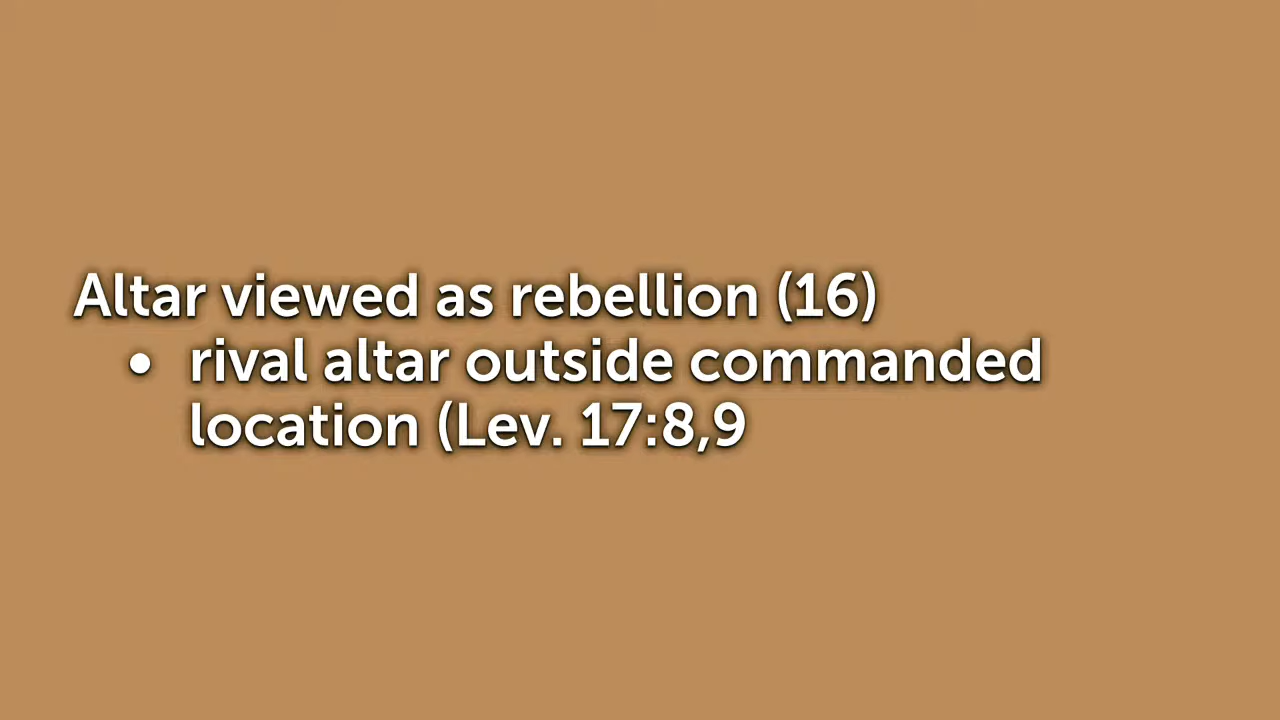 Altar viewed as rebellion (16)
• rival altar outside commanded
location (Lev. 17:8,9